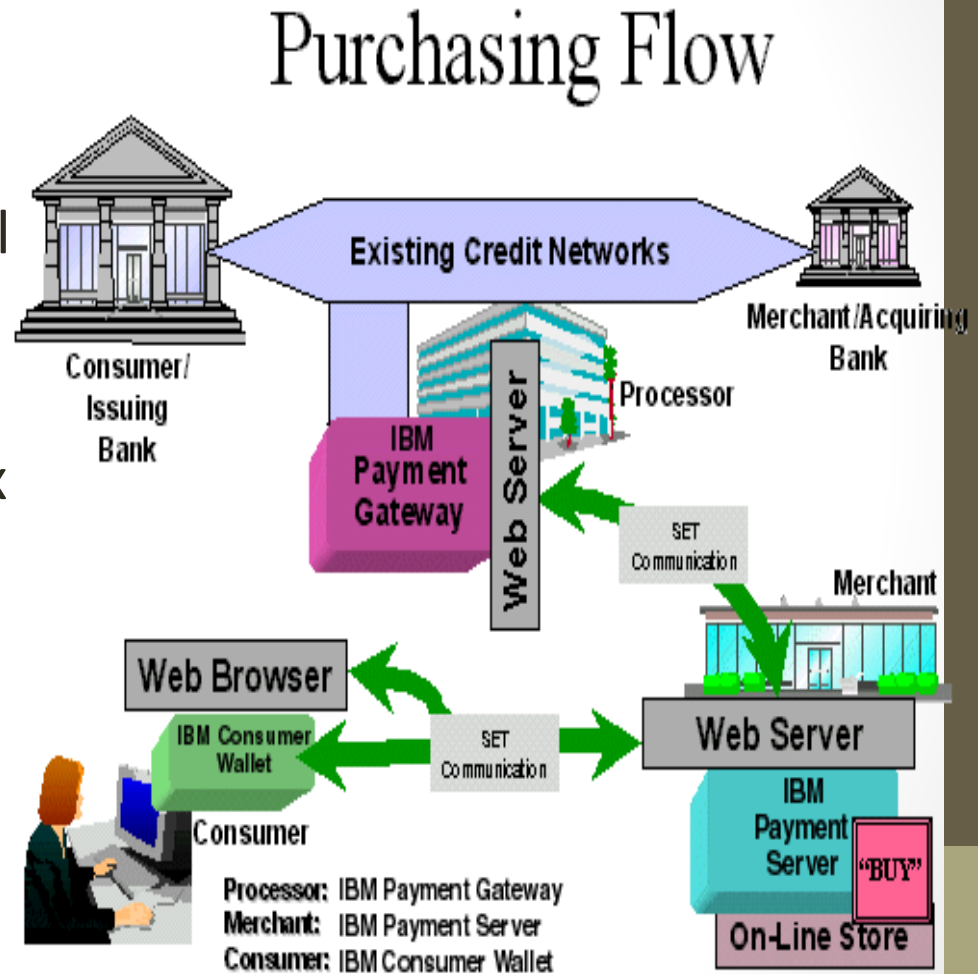 Purchasing Flow
l
Existing Credit Networks
Merchant/Acquiring
Bank
Consumer/
Issuing
Bank
Processor
IBM
Payment
Gateway
Web Server
x
SET
Communication
Merchant
Web Browser
IBM Consumer
Wallet
SET
Communication
Web Server
IBM
Payment
Server
“BUY”
Consumer
On-Line Store
Processor: IBM Payment Gateway
Merchant: IBM Payment Server
Consumer: IBM Consumer Wallet